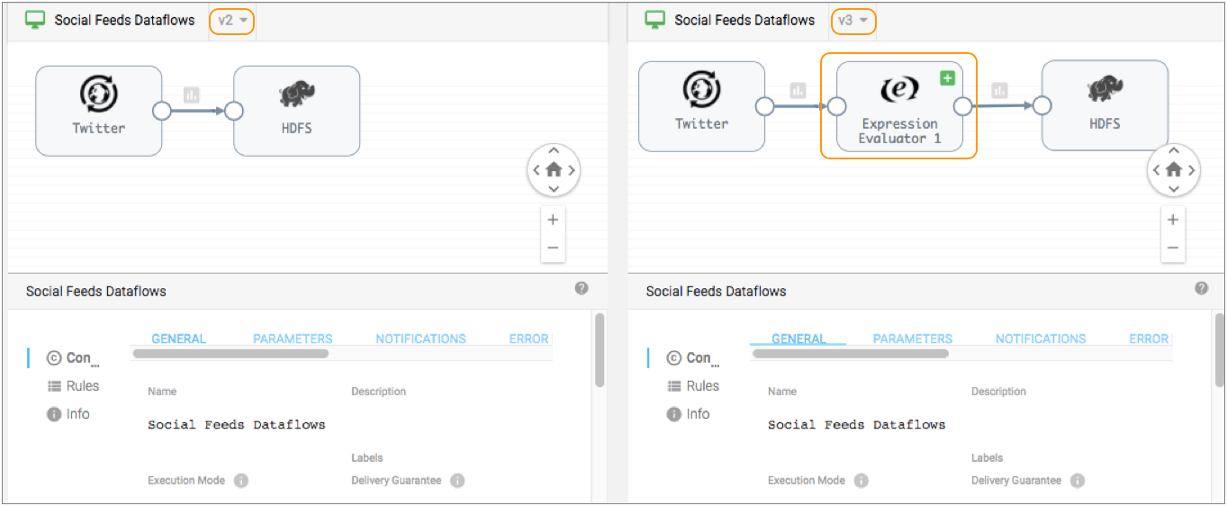 Social Feeds Dataflows v2
Twitter
HDFS
Social Feeds Dataflows
GENERAL PARAMETERS NOTIFICATIONS ERROR
Con...
Rules
Info
Name Description
Social Feeds Dataflows
Labels
Execution Mode Delivery Guarantee
Social Feeds Dataflows v3
Twitter
Expression
Evaluator 1
HDFS
Social Feeds Dataflows
GENERAL PARAMETERS NOTIFICATIONS ERROR
Con...
Rules
Info
Name Description
Social Feeds Dataflows
Labels
Execution Mode Delivery Guarantee